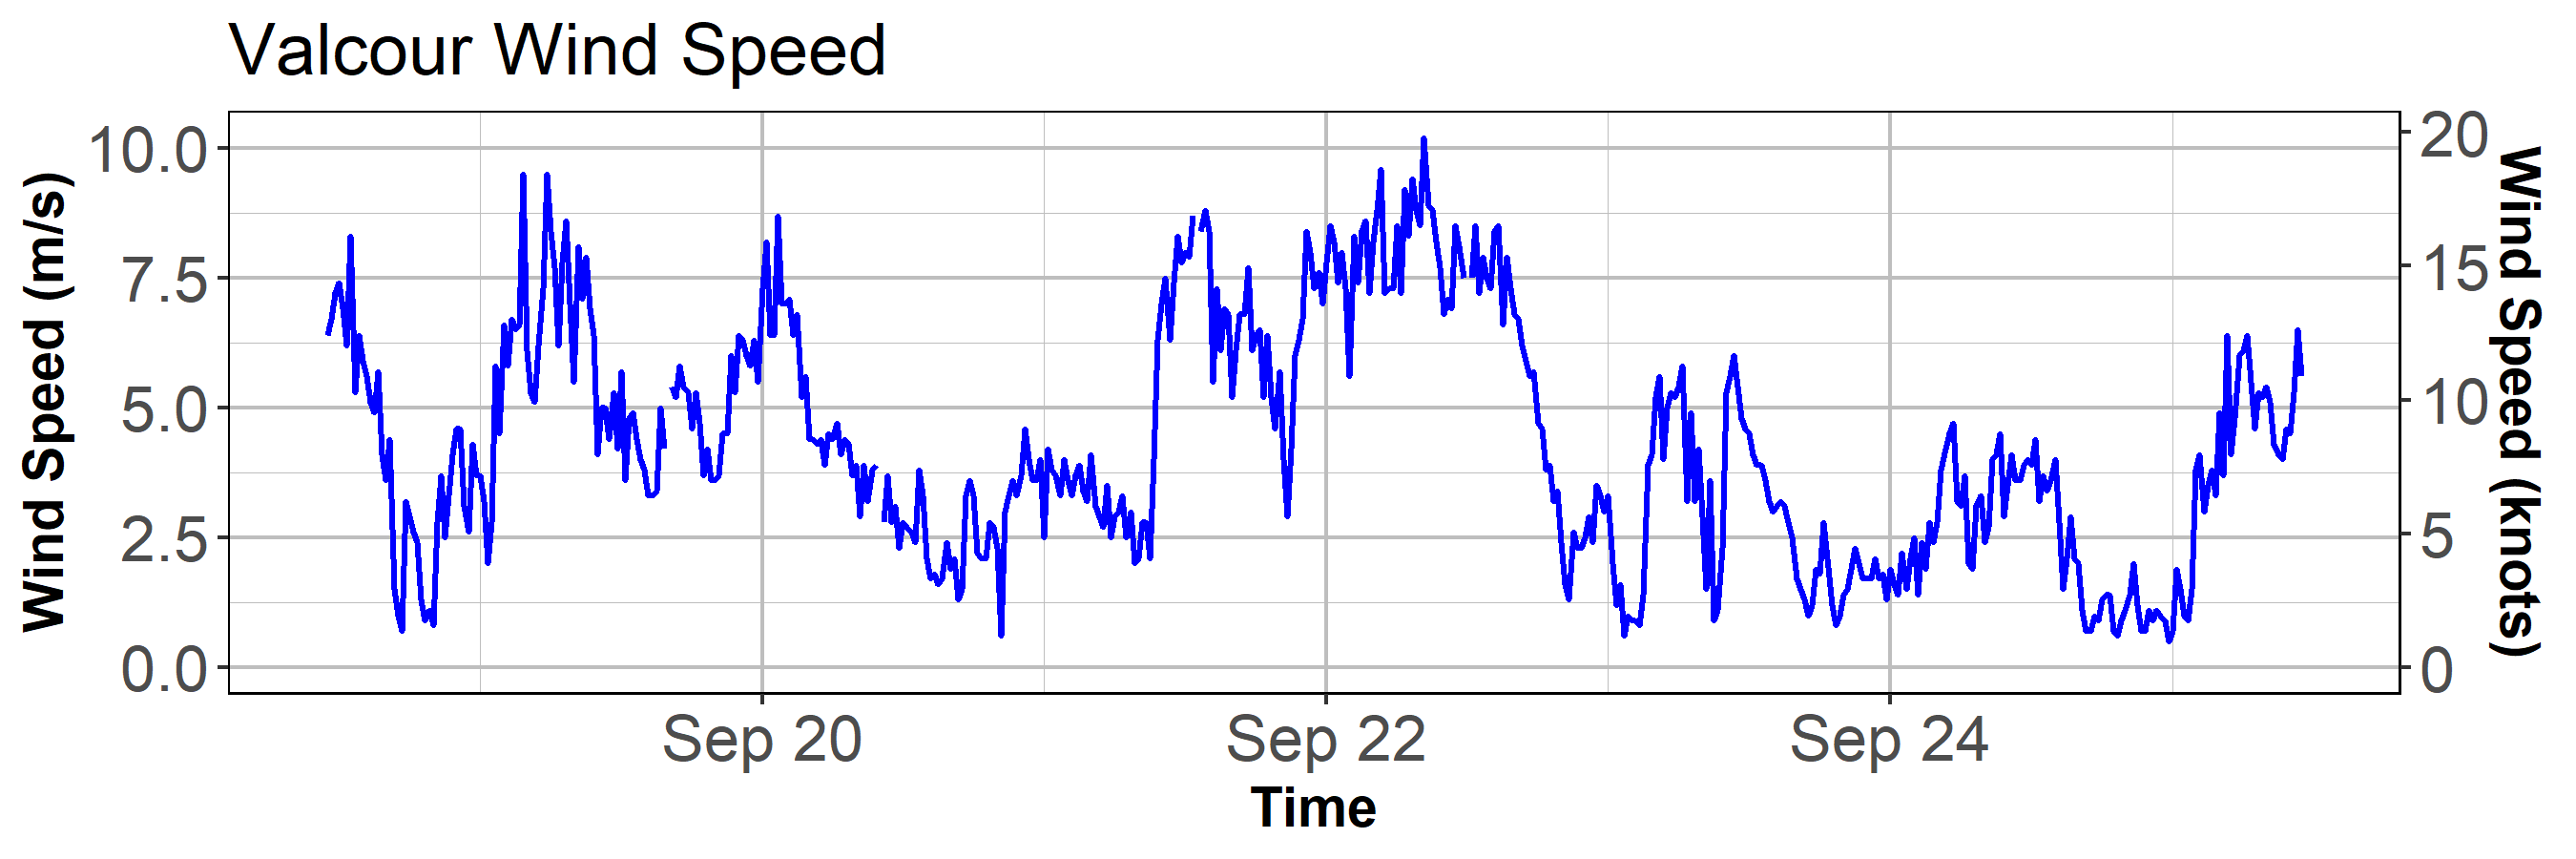 Valcour Wind Speed
Wind Speed (m/s)
10.0
7.5
5.0
2.5
0.0
20
15
10
5
0
Wind Speed (knots)
Sep 20
Sep 22
Sep 24
Time